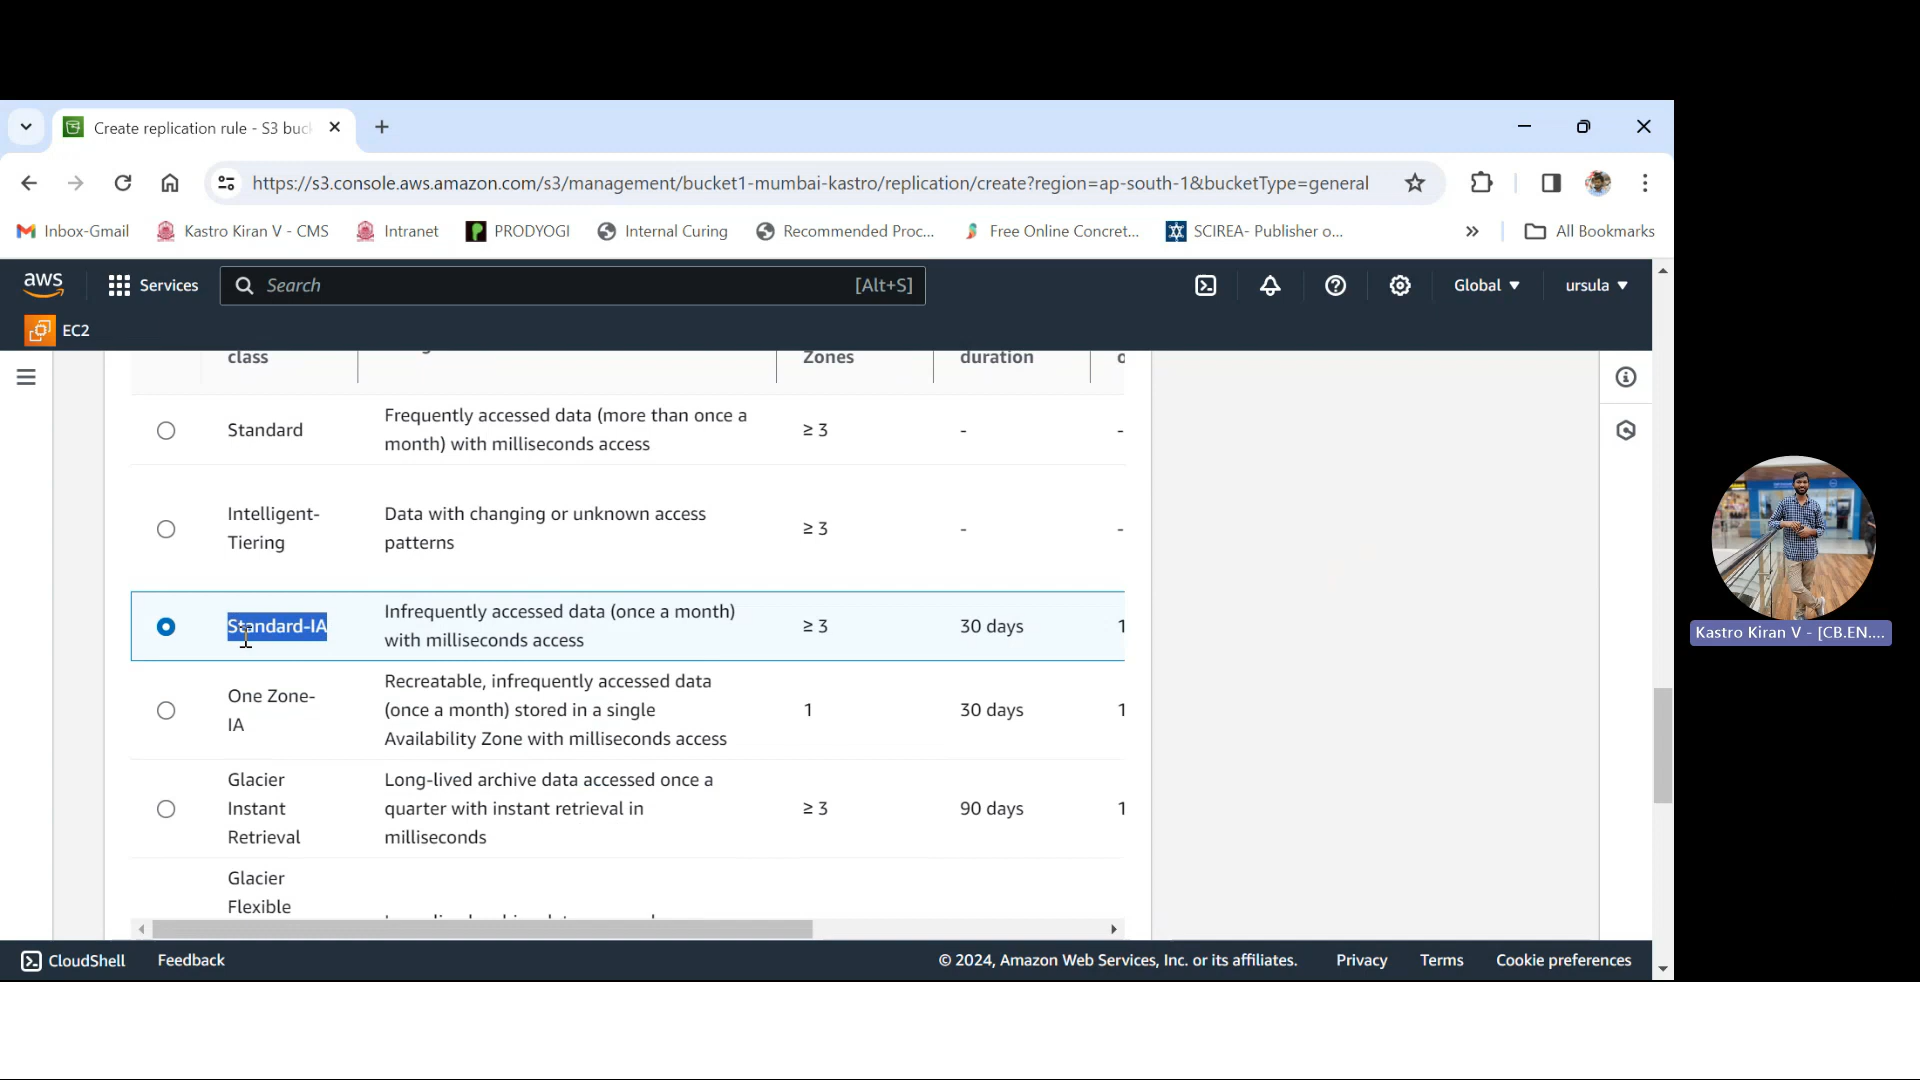 Create replication rule - S3 buc
https://s3.console.aws.amazon.com/s3/management/bucket1-mumbai-kastro/replication/create?region=ap-south-1&bucketType=general
Inbox-Gmail
Kastro Kiran V - CMS
Intranet
PRODYOGI
Internal Curing
Recommended Proc...
Free Online Concret...
SCIREA- Publisher o...
All Bookmarks
aws
Services
Search
[Alt+S]
Global
ursula
EC2
class
Zones
duration
Standard
Frequently accessed data (more than once a
month) with milliseconds access
≥ 3
-
-
Intelligent-
Tiering
Data with changing or unknown access
patterns
≥ 3
-
-
Standard-IA
Infrequently accessed data (once a month)
with milliseconds access
≥ 3
30 days
1
One Zone-
IA
Recreatable, infrequently accessed data
(once a month) stored in a single
Availability Zone with milliseconds access
1
30 days
1
Glacier
Instant
Retrieval
Long-lived archive data accessed once a
quarter with instant retrieval in
milliseconds
≥ 3
90 days
1
Glacier
Flexible
CloudShell
Feedback
© 2024, Amazon Web Services, Inc. or its affiliates.
Privacy
Terms
Cookie preferences
Kastro Kiran V - [CB.EN....